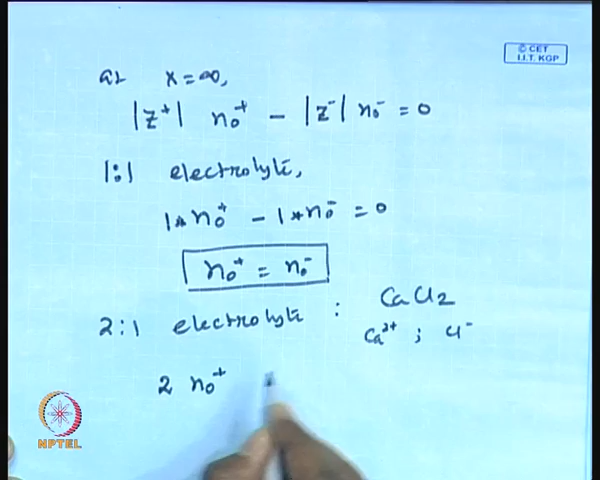 © CET
I.I.T. KGP
at x = ∞,
|z⁺| n₀⁺ - |z⁻| n₀⁻ = 0
1:1 electrolyte,
1 * n₀⁺ - 1 * n₀⁻ = 0
n₀⁺ = n₀⁻
2:1 electrolyte : CaCl₂
Ca²⁺ ; Cl⁻
2 n₀⁺
NPTEL